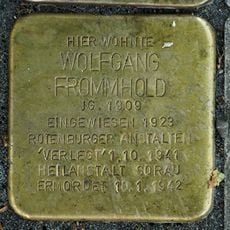 HIER WOHNTE
WOLFGANG
FROMMHOLD
JG. 1909
EINGEWIESEN 1923
ROTENBURGER ANSTALTEN
'VERLEGT' 1.10.1941
HEILANSTALT SORAU
ERMORDET 10.1.1942